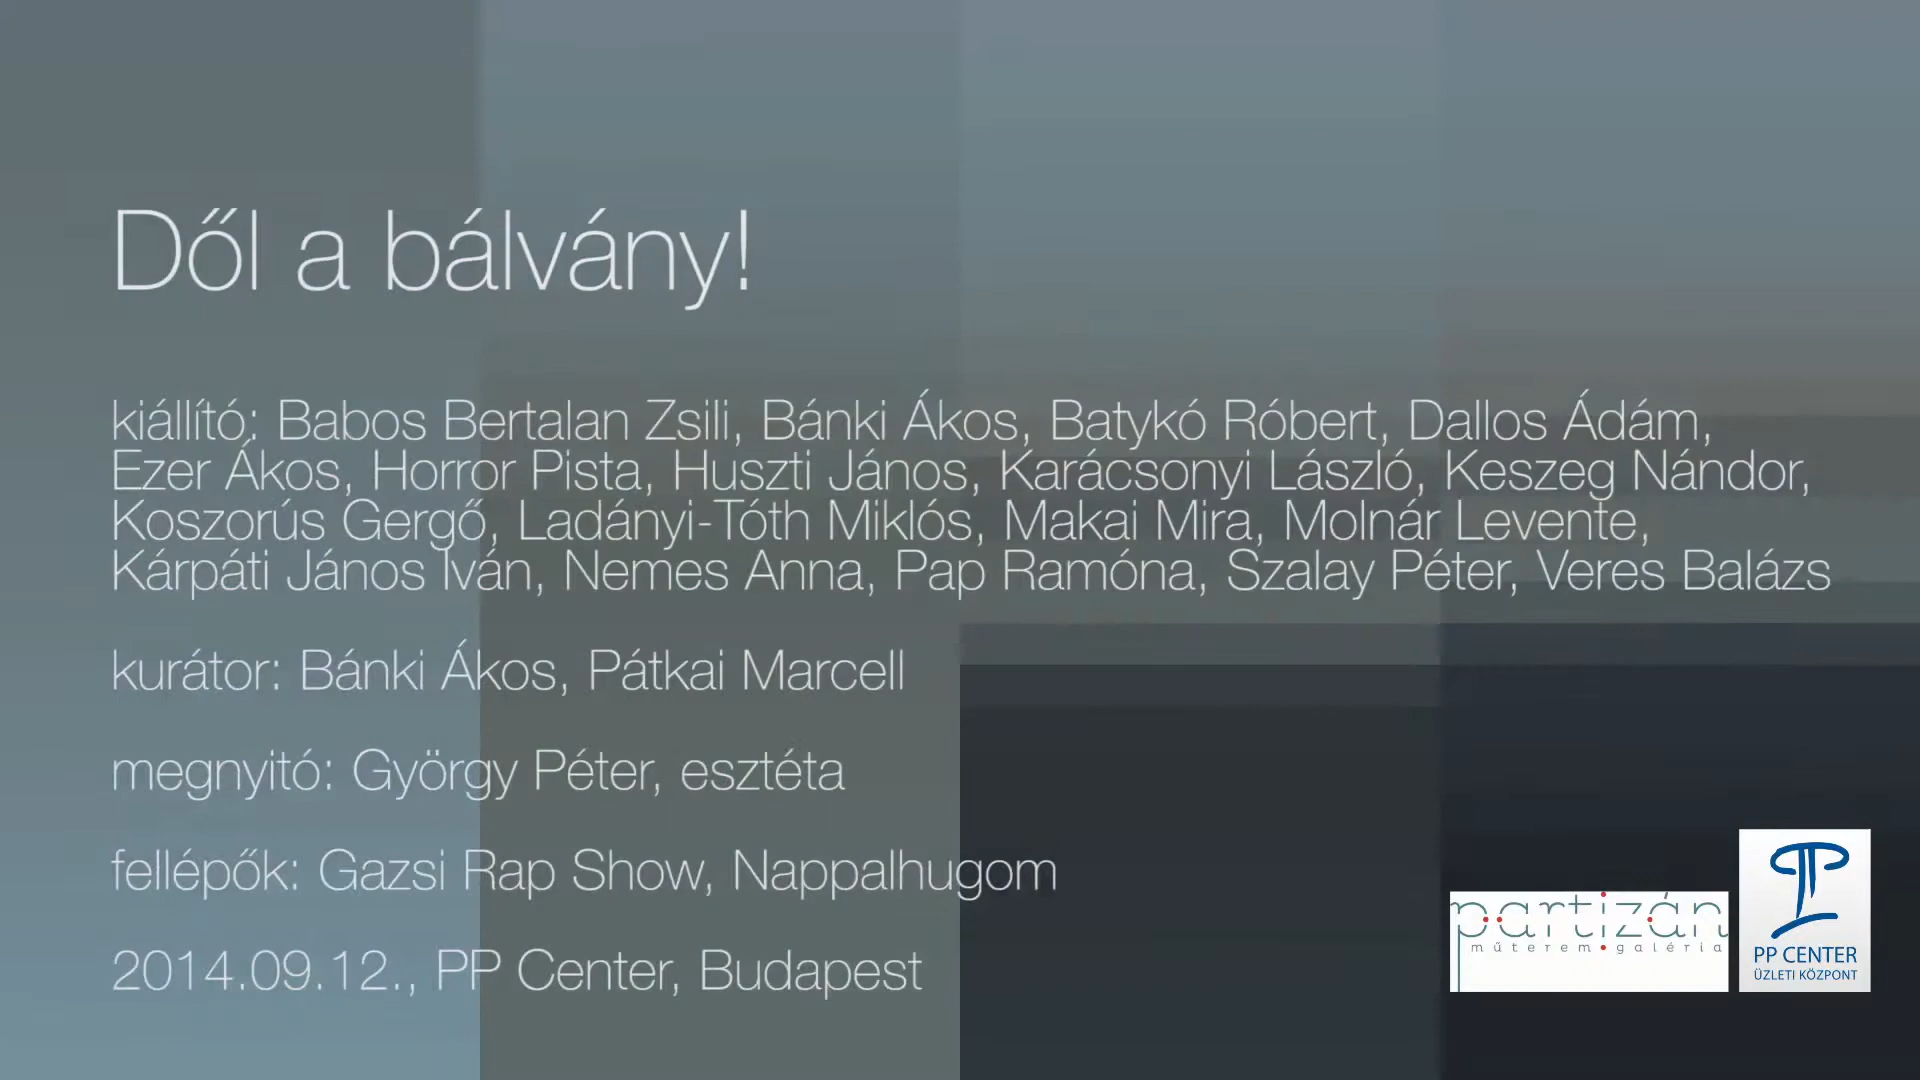 Dől a bálvány!
kiállító: Babos Bertalan Zsili, Bánki Ákos, Batykó Róbert, Dallos Ádám,
Ezer Ákos, Horror Pista, Huszti János, Karácsonyi László, Keszeg Nándor,
Koszorús Gergő, Ladányi-Tóth Miklós, Makai Mira, Molnár Levente,
Kárpáti János Iván, Nemes Anna, Pap Ramóna, Szalay Péter, Veres Balázs
kurátor: Bánki Ákos, Pátkai Marcell
megnyitó: György Péter, esztéta
fellépők: Gazsi Rap Show, Nappalhugom
2014.09.12., PP Center, Budapest
partizán
műterem•galéria
PP CENTER
ÜZLETI KÖZPONT